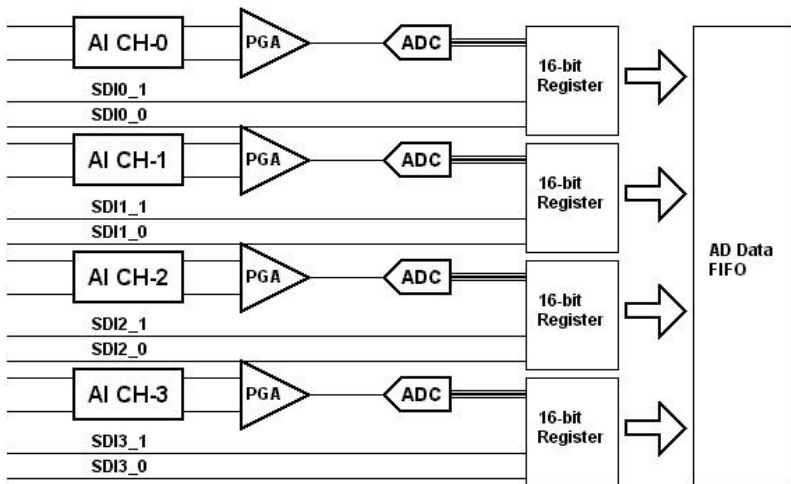 AI CH-0
PGA
ADC
16-bit
Register
SDI0_1
SDI0_0
AI CH-1
PGA
ADC
16-bit
Register
SDI1_1
SDI1_0
AI CH-2
PGA
ADC
16-bit
Register
SDI2_1
SDI2_0
AI CH-3
PGA
ADC
16-bit
Register
SDI3_1
SDI3_0
AD Data
FIFO